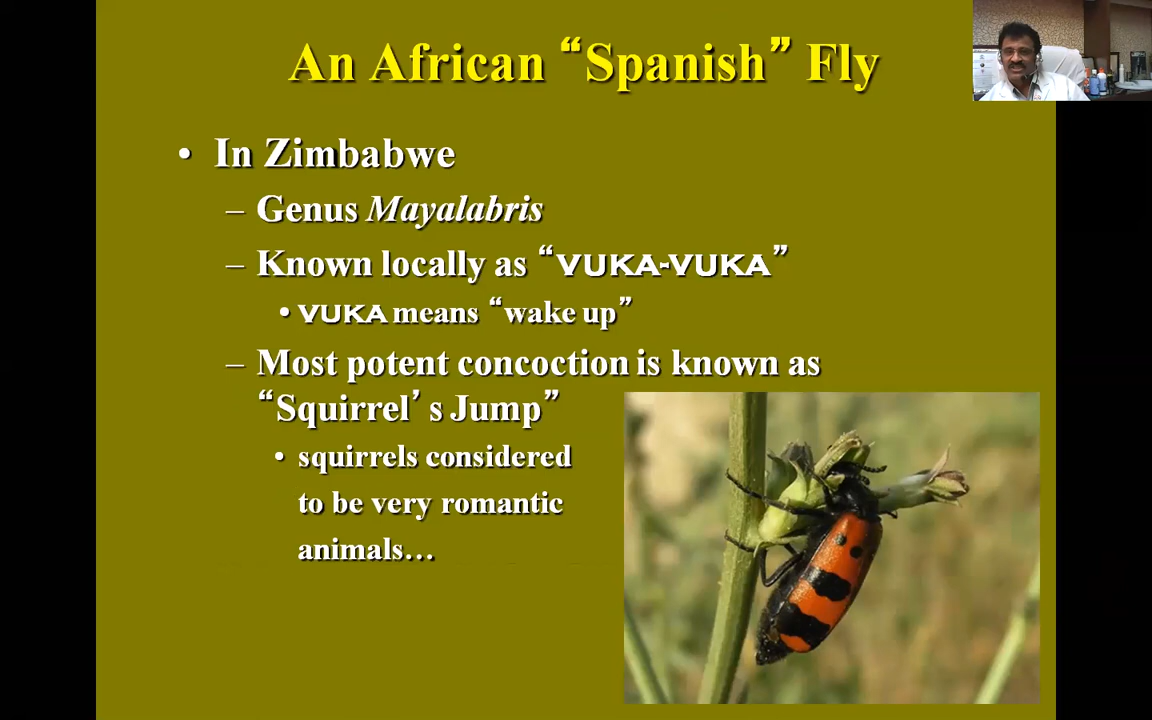 An African “Spanish” Fly
• In Zimbabwe
– Genus Mayalabris
– Known locally as “VUKA-VUKA”
• VUKA means “wake up”
– Most potent concoction is known as
“Squirrel’s Jump”
• squirrels considered
to be very romantic
animals…